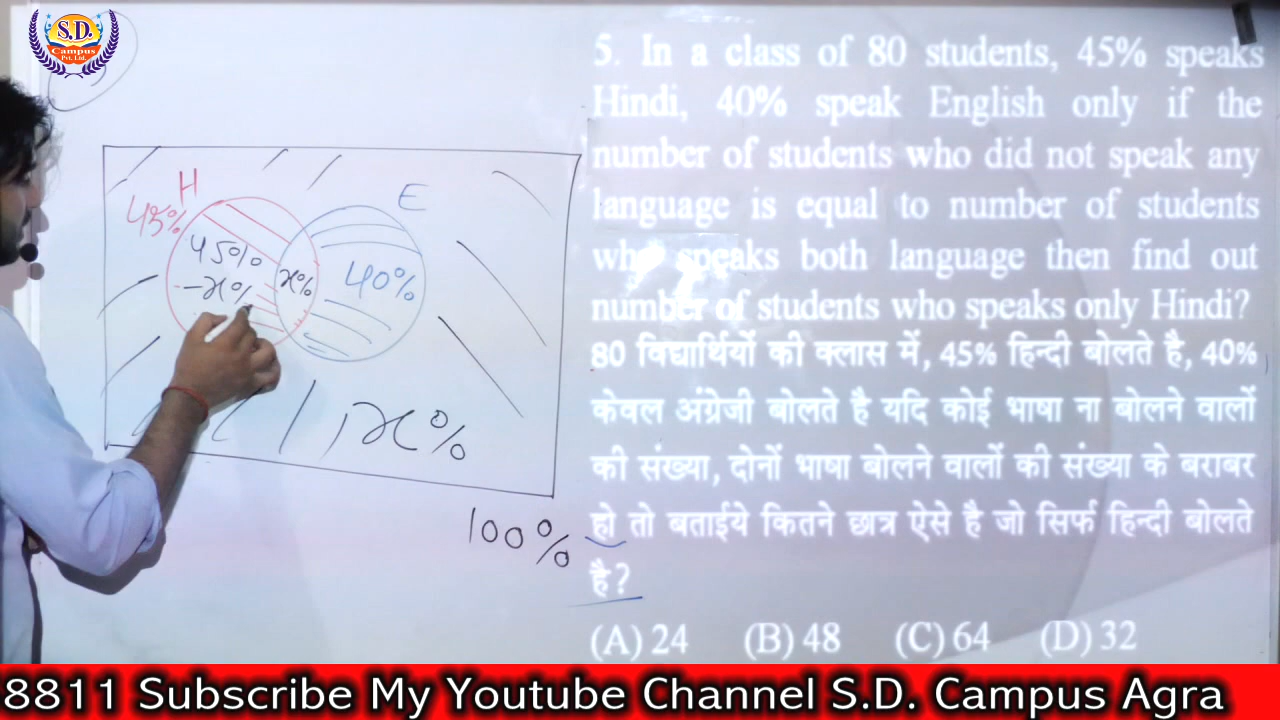 S.D.
Campus
Pvt. Ltd.
5. In a class of 80 students, 45% speaks
Hindi, 40% speak English only if the
number of students who did not speak any
language is equal to number of students
who speaks both language then find out
number of students who speaks only Hindi?
80 विद्यार्थियों की क्लास में, 45% हिन्दी बोलते है, 40%
केवल अंग्रेजी बोलते है यदि कोई भाषा ना बोलने वालों
की संख्या, दोनों भाषा बोलने वालों की संख्या के बराबर
हो तो बताईये कितने छात्र ऐसे है जो सिर्फ हिन्दी बोलते
है?
(A) 24 (B) 48 (C) 64 (D) 32
H
E
45%
45%
-x%
x%
40%
x%
100%
8811 Subscribe My Youtube Channel S.D. Campus Agra